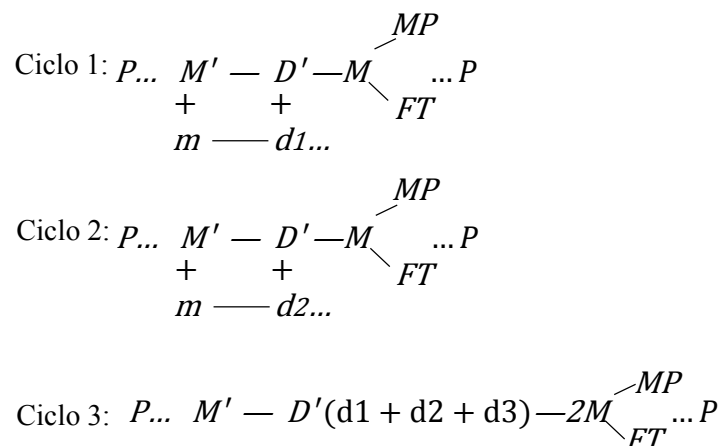 MP
Ciclo 1: P... M′ — D′—M ...P
+ + FT
m —— d1...
MP
Ciclo 2: P... M′ — D′—M ...P
+ + FT
m —— d2...
MP
Ciclo 3: P... M′ — D′(d1 + d2 + d3) —2M ...P
FT